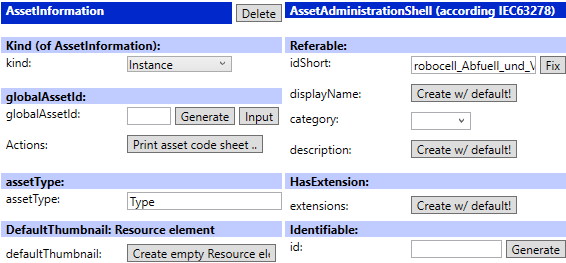 AssetInformation
Delete
Kind (of AssetInformation):
kind:
Instance
globalAssetId:
globalAssetId:
Generate
Input
Actions:
Print asset code sheet ..
assetType:
assetType:
Type
DefaultThumbnail: Resource element
defaultThumbnail:
Create empty Resource ele
AssetAdministrationShell (according IEC63278)
Referable:
idShort:
robocell_Abfuell_und_V
Fix
displayName:
Create w/ default!
category:
description:
Create w/ default!
HasExtension:
extensions:
Create w/ default!
Identifiable:
id:
Generate